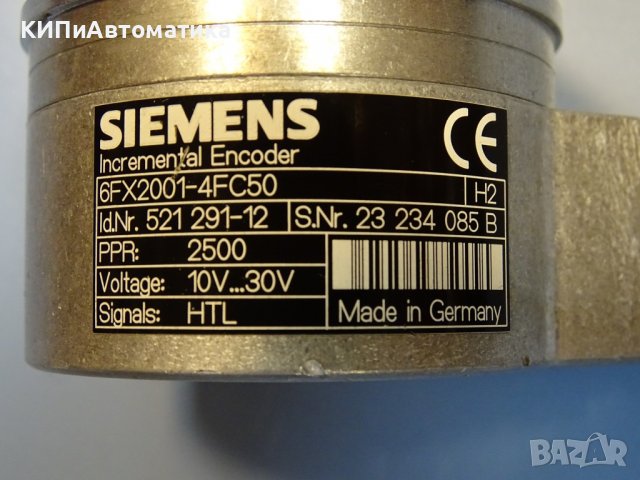 КИПиАвтоматика
SIEMENS
CE
Incremental Encoder
6FX2001-4FC50 H2
Id.Nr. 521 291-12 S.Nr. 23 234 085 B
PPR: 2500
Voltage: 10V...30V
Signals: HTL Made in Germany
BAZAR